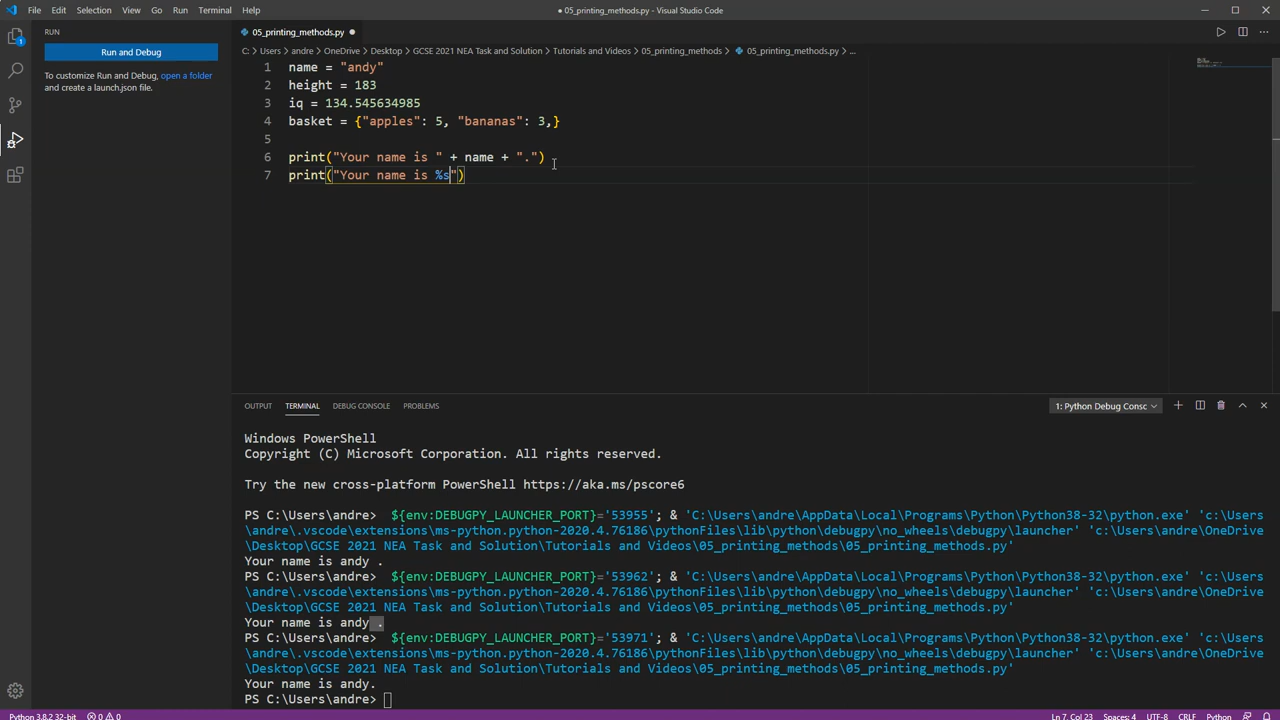 File Edit Selection View Go Run Terminal Help
● 05_printing_methods.py - Visual Studio Code
RUN
Run and Debug
To customize Run and Debug, open a folder
and create a launch.json file.
1
05_printing_methods.py ●
C: > Users > andre > OneDrive > Desktop > GCSE 2021 NEA Task and Solution > Tutorials and Videos > 05_printing_methods > 05_printing_methods.py > ...
1 name = "andy"
2 height = 183
3 iq = 134.545634985
4 basket = {"apples": 5, "bananas": 3,}
5
6 print("Your name is " + name + ".")
7 print("Your name is %s")
OUTPUT TERMINAL DEBUG CONSOLE PROBLEMS
1: Python Debug Consc
Windows PowerShell
Copyright (C) Microsoft Corporation. All rights reserved.
Try the new cross-platform PowerShell https://aka.ms/pscore6
PS C:\Users\andre> ${env:DEBUGPY_LAUNCHER_PORT}='53955'; & 'C:\Users\andre\AppData\Local\Programs\Python\Python38-32\python.exe' 'c:\Users
\andre\.vscode\extensions\ms-python.python-2020.4.76186\pythonFiles\lib\python\debugpy\no_wheels\debugpy\launcher' 'c:\Users\andre\OneDrive
\Desktop\GCSE 2021 NEA Task and Solution\Tutorials and Videos\05_printing_methods\05_printing_methods.py'
Your name is andy .
PS C:\Users\andre> ${env:DEBUGPY_LAUNCHER_PORT}='53962'; & 'C:\Users\andre\AppData\Local\Programs\Python\Python38-32\python.exe' 'c:\Users
\andre\.vscode\extensions\ms-python.python-2020.4.76186\pythonFiles\lib\python\debugpy\no_wheels\debugpy\launcher' 'c:\Users\andre\OneDrive
\Desktop\GCSE 2021 NEA Task and Solution\Tutorials and Videos\05_printing_methods\05_printing_methods.py'
Your name is andy .
PS C:\Users\andre> ${env:DEBUGPY_LAUNCHER_PORT}='53971'; & 'C:\Users\andre\AppData\Local\Programs\Python\Python38-32\python.exe' 'c:\Users
\andre\.vscode\extensions\ms-python.python-2020.4.76186\pythonFiles\lib\python\debugpy\no_wheels\debugpy\launcher' 'c:\Users\andre\OneDrive
\Desktop\GCSE 2021 NEA Task and Solution\Tutorials and Videos\05_printing_methods\05_printing_methods.py'
Your name is andy.
PS C:\Users\andre>
Python 3.8.2 32-bit 0 0 Ln 7, Col 23 Spaces: 4 UTF-8 CRLF Python